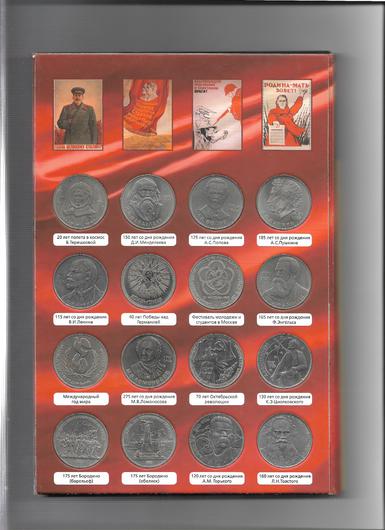 РОДИНА-МАТЬ
ЗОВЕТ!
20 лет полета в космос
В.Терешковой
150 лет со дня рождения
Д.И.Менделеева
125 лет со дня рождения
А.С.Попова
185 лет со дня рождения
А.С.Пушкина
115 лет со дня рождения
В.И.Ленина
40 лет Победы над
Германией
Фестиваль молодежи и
студентов в Москве
165 лет со дня рождения
Ф.Энгельса
Международный
год мира
275 лет со дня рождения
М.В.Ломоносова
70 лет Октябрьской
революции
130 лет со дня рождения
К.Э.Циолковского
175 лет Бородино
(барельеф)
175 лет Бородино
(обелиск)
120 лет со дня рождения
А.М. Горького
160 лет со дня рождения
Л.Н.Толстого